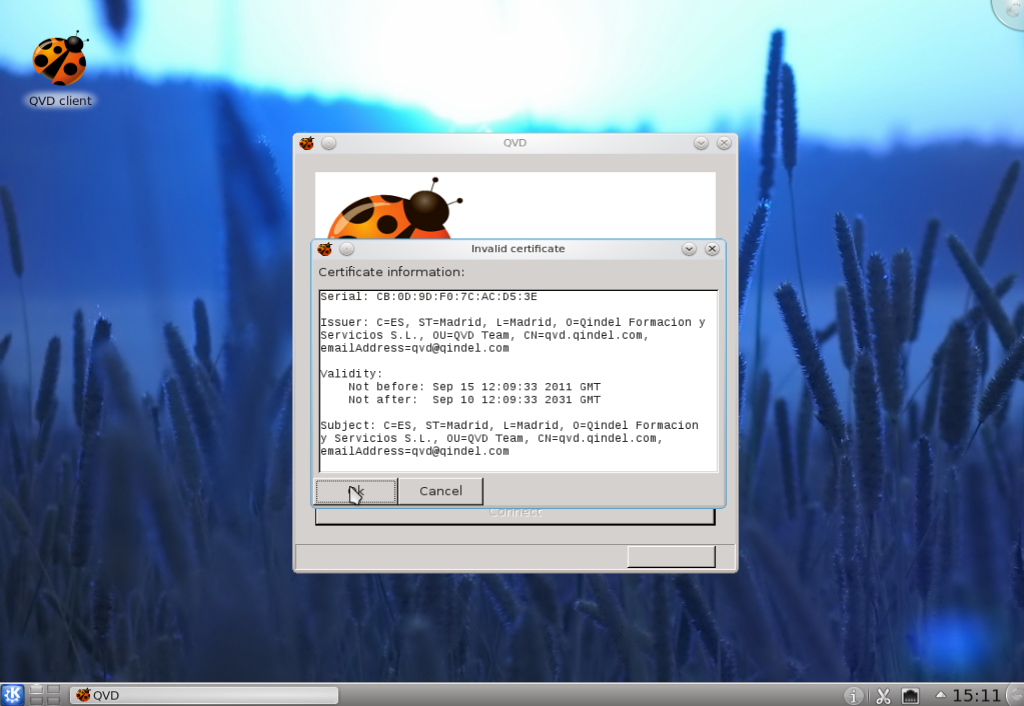 QVD client
QVD
Invalid certificate
Certificate information:
Serial: CB:0D:9D:F0:7C:AC:D5:3E
Issuer: C=ES, ST=Madrid, L=Madrid, O=Qindel Formacion y
Servicios S.L., OU=QVD Team, CN=qvd.qindel.com,
emailAddress=qvd@qindel.com
Validity:
Not before: Sep 15 12:09:33 2011 GMT
Not after: Sep 10 12:09:33 2031 GMT
Subject: C=ES, ST=Madrid, L=Madrid, O=Qindel Formacion
y Servicios S.L., OU=QVD Team, CN=qvd.qindel.com,
emailAddress=qvd@qindel.com
Cancel
Connect
QVD
15:11